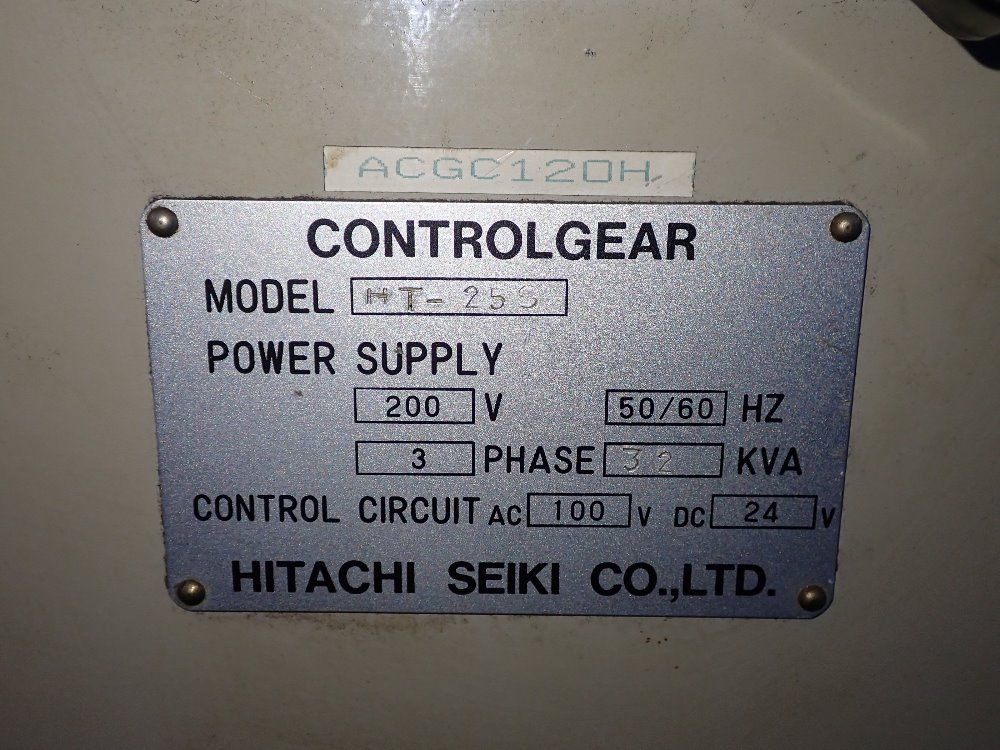 ACGC120H
CONTROLGEAR
MODEL HT-25S
POWER SUPPLY
200 V 50/60 HZ
3 PHASE 32 KVA
CONTROL CIRCUIT AC 100 V DC 24 V
HITACHI SEIKI CO.,LTD.